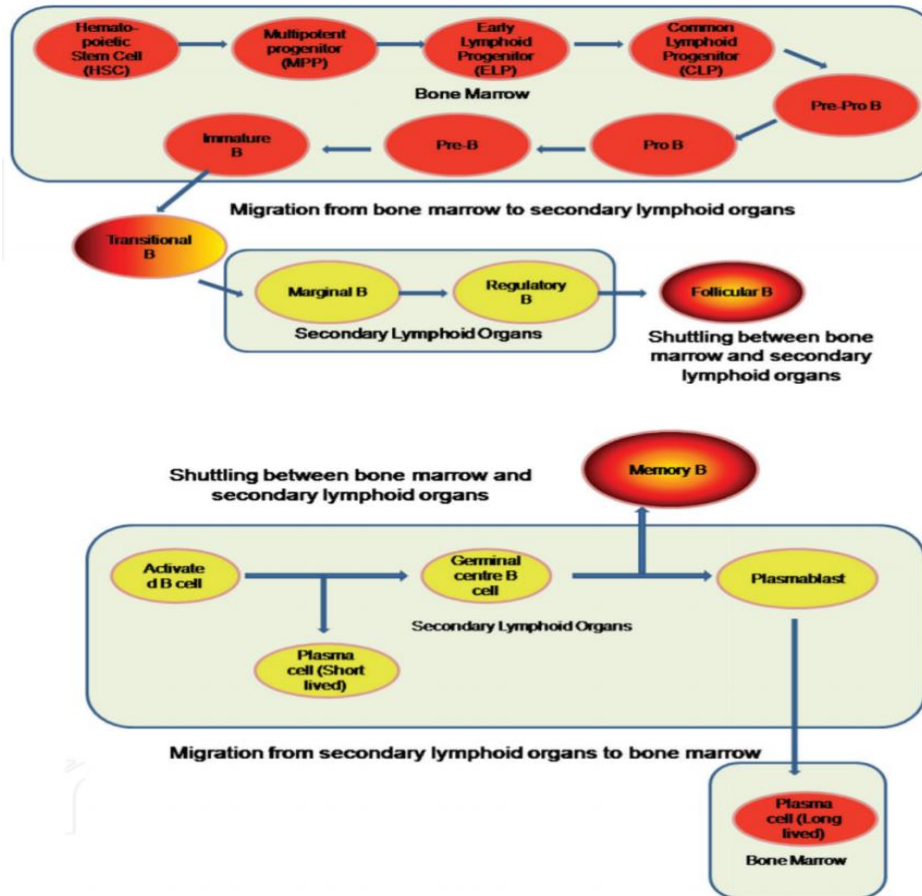 Hemato-
poietic
Stem Cell
(HSC)
Multipotent
progenitor
(MPP)
Early
Lymphoid
Progenitor
(ELP)
Common
Lymphoid
Progenitor
(CLP)
Bone Marrow
Pre-Pro B
Immature
B
Pre-B
Pro B
Migration from bone marrow to secondary lymphoid organs
Transitional
B
Marginal B
Regulatory
B
Follicular B
Secondary Lymphoid Organs
Shuttling between bone
marrow and secondary
lymphoid organs
Shuttling between bone marrow and
secondary lymphoid organs
Memory B
Activate
d B cell
Germinal
centre B
cell
Plasmablast
Secondary Lymphoid Organs
Plasma
cell (Short
lived)
Migration from secondary lymphoid organs to bone marrow
Plasma
cell (Long
lived)
Bone Marrow